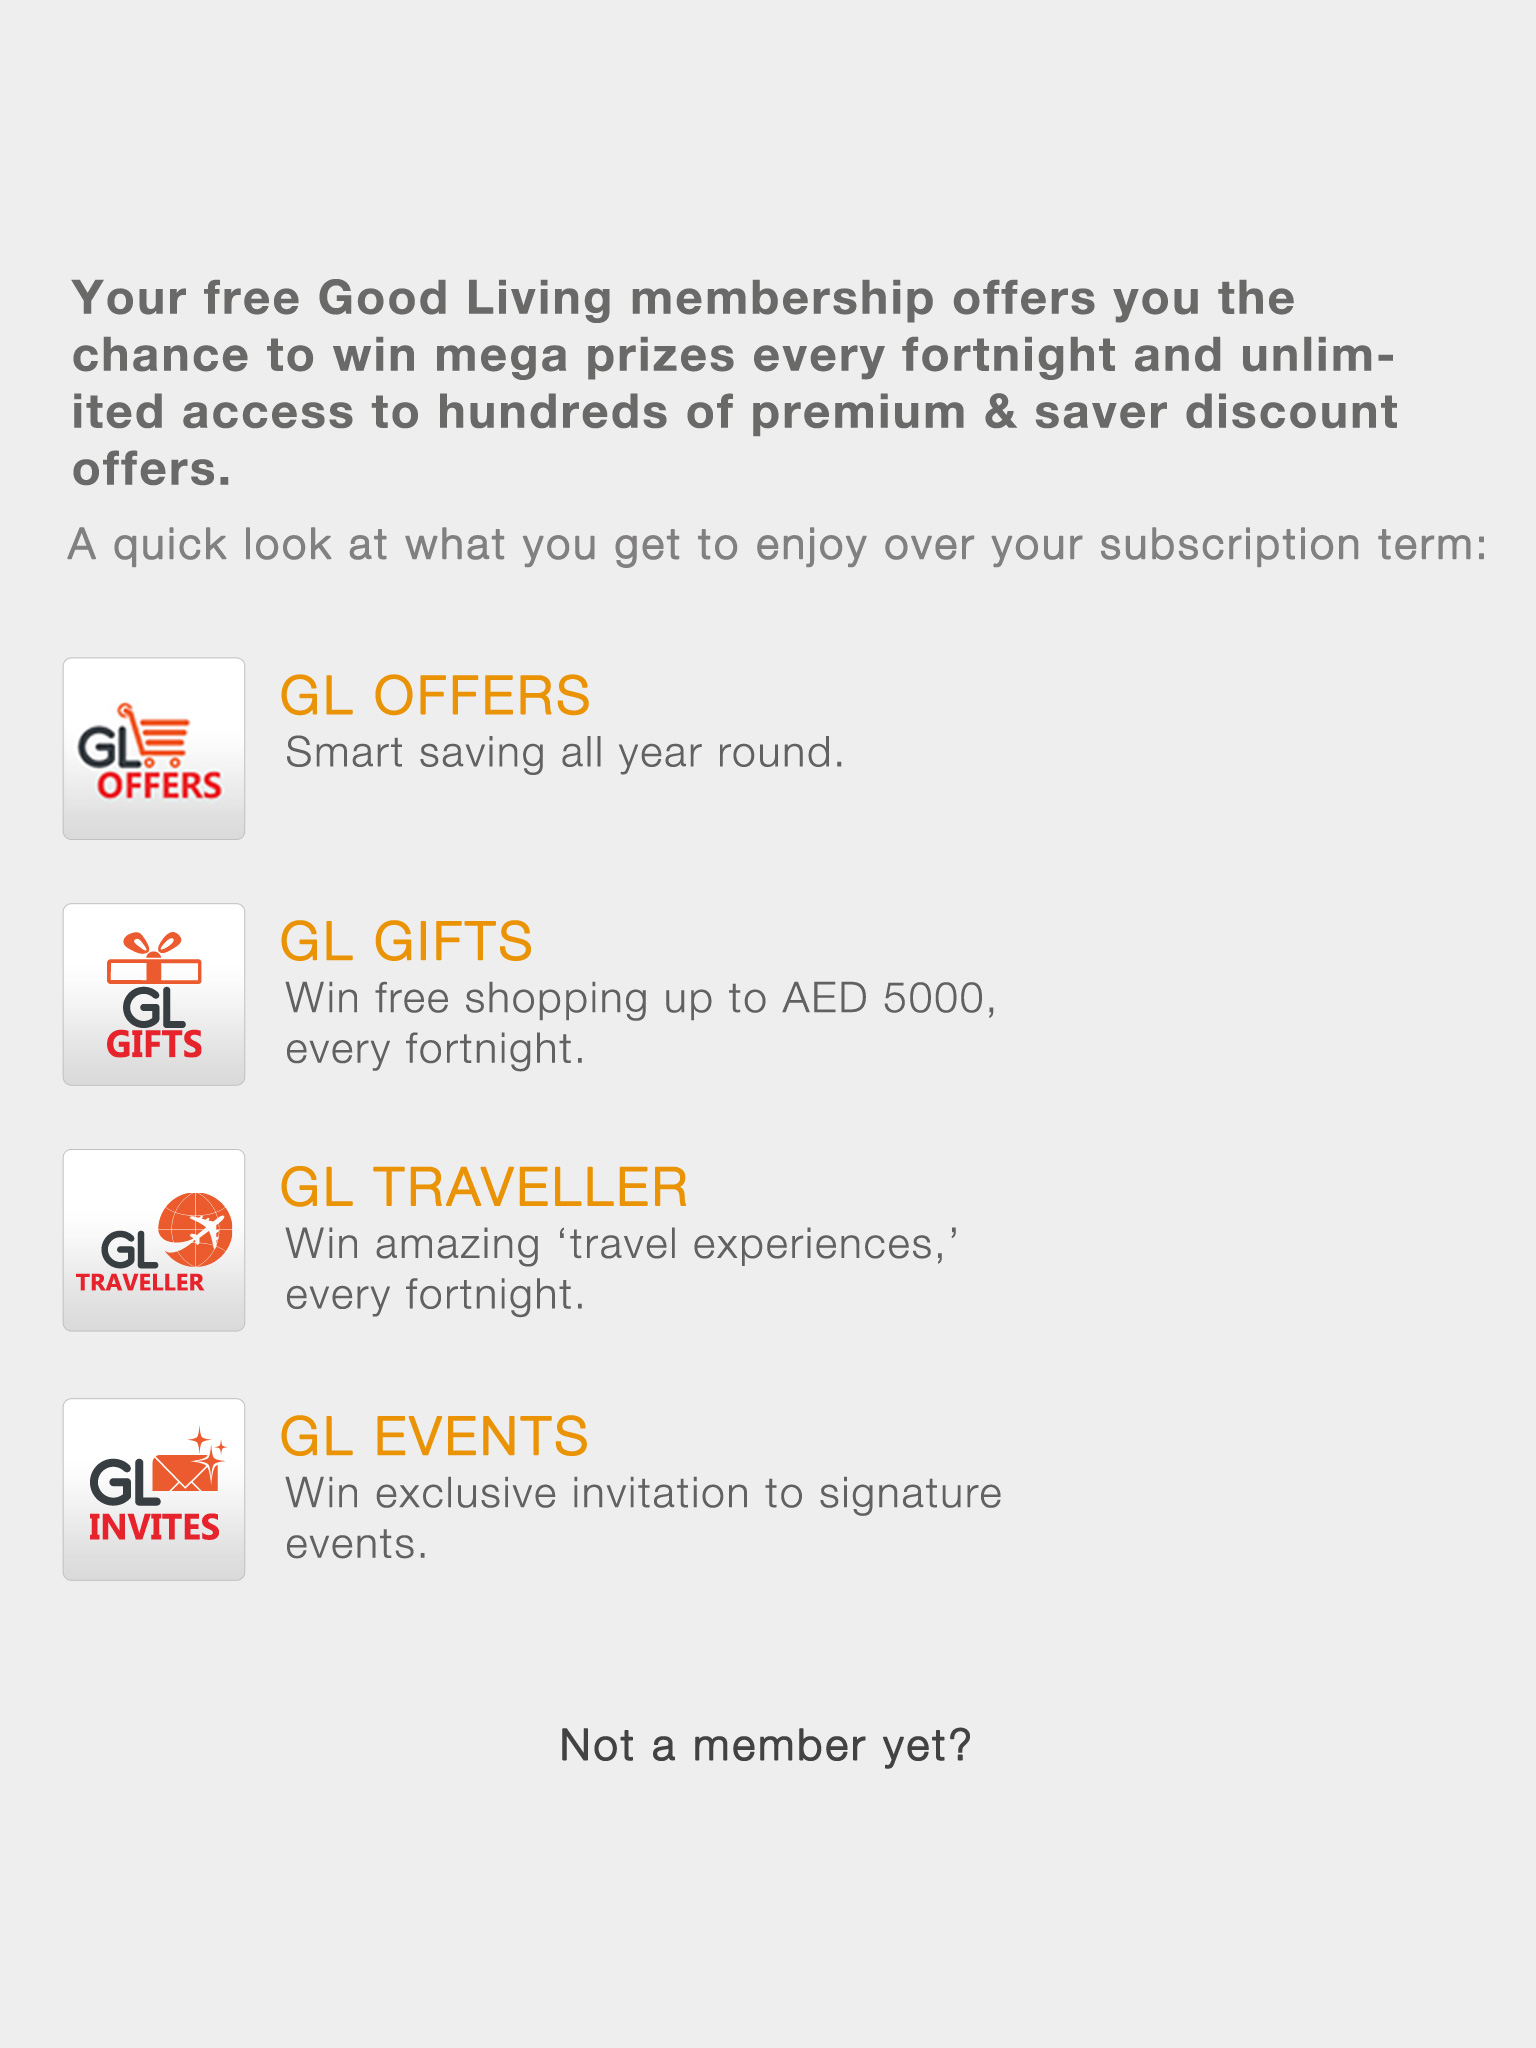 Your free Good Living membership offers you the
chance to win mega prizes every fortnight and unlim-
ited access to hundreds of premium & saver discount
offers.
A quick look at what you get to enjoy over your subscription term:
GL
OFFERS
GL OFFERS
Smart saving all year round.
GL
GIFTS
GL GIFTS
Win free shopping up to AED 5000,
every fortnight.
GL
TRAVELLER
GL TRAVELLER
Win amazing ‘travel experiences,’
every fortnight.
GL
INVITES
GL EVENTS
Win exclusive invitation to signature
events.
Not a member yet?